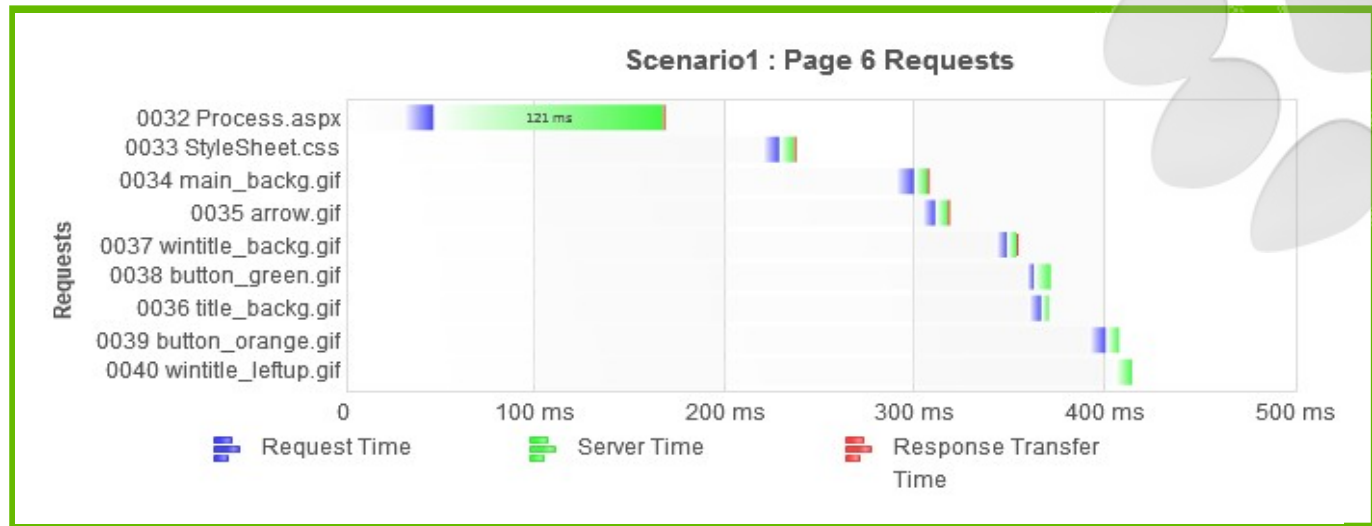 Scenario1 : Page 6 Requests
Requests
0032 Process.aspx
121 ms
0033 StyleSheet.css
0034 main_backg.gif
0035 arrow.gif
0037 wintitle_backg.gif
0038 button_green.gif
0036 title_backg.gif
0039 button_orange.gif
0040 wintitle_leftup.gif
0 100 ms 200 ms 300 ms 400 ms 500 ms
Request Time Server Time Response Transfer
Time